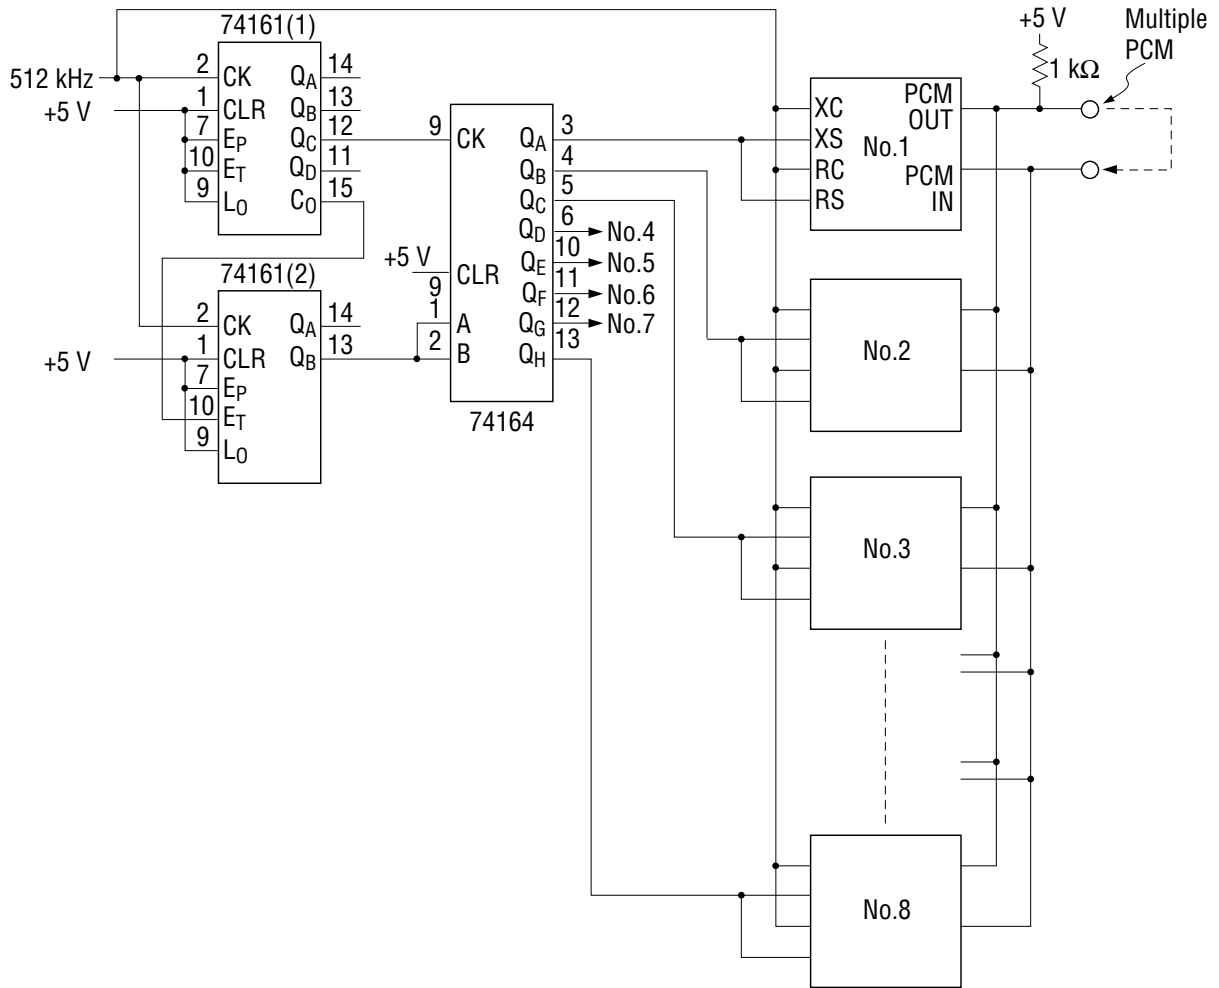 74161(1)
512 kHz
+5 V
2 CK QA 14
1 CLR QB 13
7 EP QC 12
10 ET QD 11
9 LO CO 15
74161(2)
+5 V
2 CK QA 14
1 CLR QB 13
7 EP
10 ET
9 LO
9 CK QA 3
QB 4
QC 5
QD 6 No.4
+5 V
9 CLR QE 10 No.5
QF 11 No.6
1 A QG 12 No.7
2 B QH 13
74164
+5 V
1 kΩ
Multiple
PCM
XC PCM
OUT
XS No.1
RC PCM
RS IN
No.2
No.3
No.8